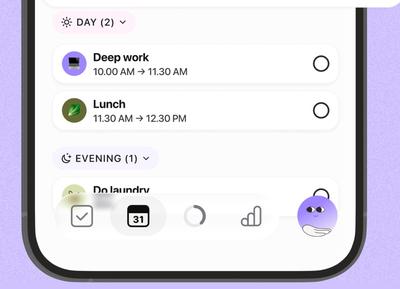 DAY (2)
Deep work
10.00 AM → 11.30 AM
Lunch
11.30 AM → 12.30 PM
EVENING (1)
Do laundry
31